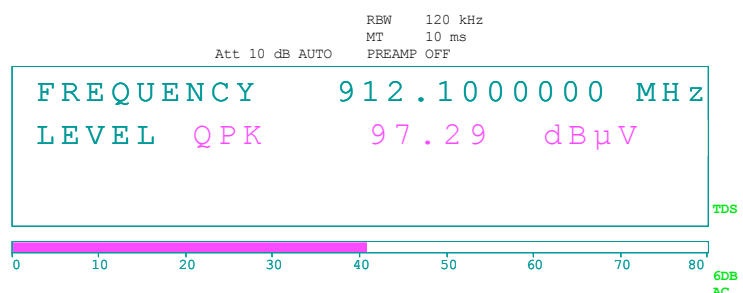 RBW 120 kHz
MT 10 ms
Att 10 dB AUTO PREAMP OFF
FREQUENCY 912.1000000 MHz
LEVEL QPK 97.29 dBµV
TDS
0 10 20 30 40 50 60 70 80
6DB
AC